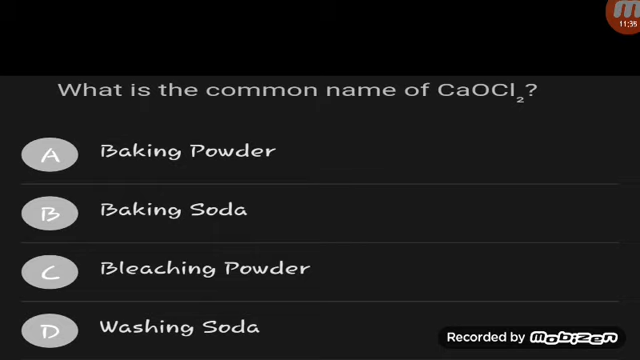 11:35
What is the common name of CaOCl₂?
A Baking Powder
B Baking Soda
C Bleaching Powder
D Washing Soda
Recorded by mobizen